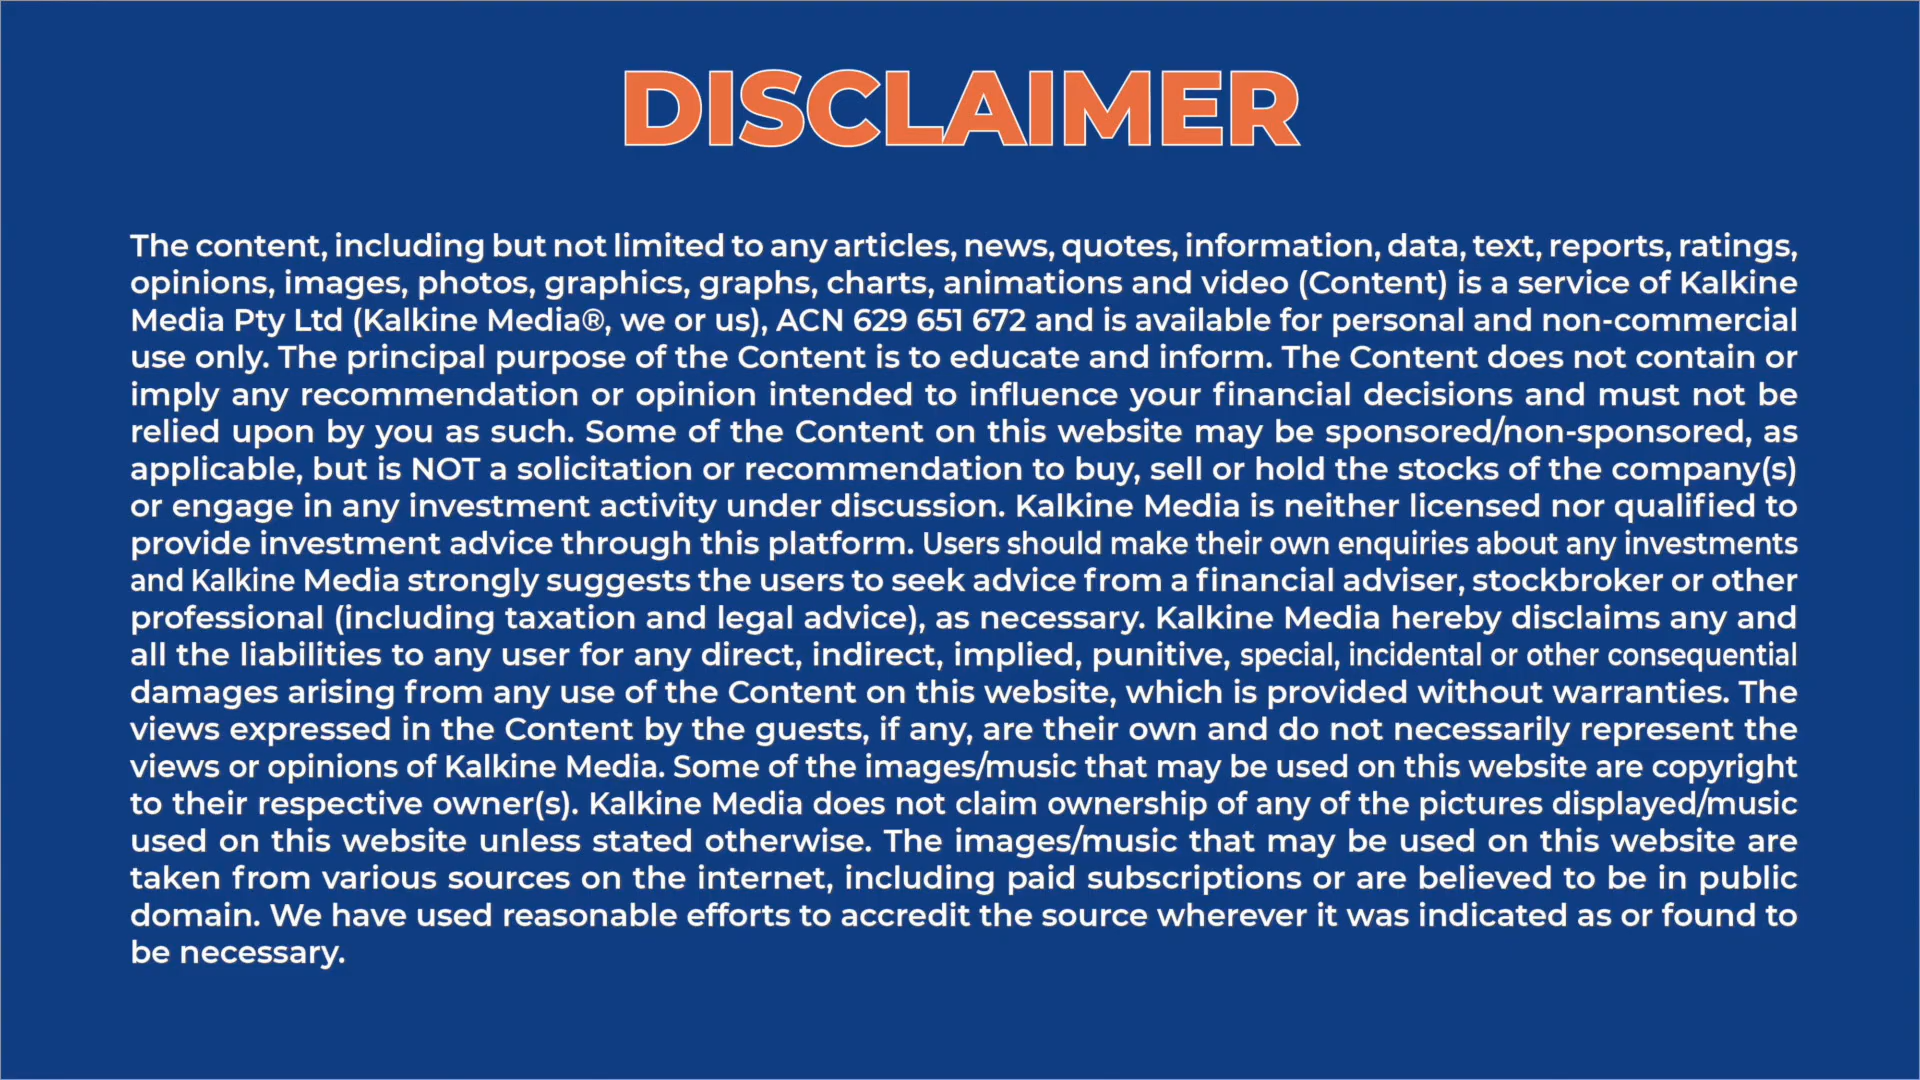 DISCLAIMER
The content, including but not limited to any articles, news, quotes, information, data, text, reports, ratings,
opinions, images, photos, graphics, graphs, charts, animations and video (Content) is a service of Kalkine
Media Pty Ltd (Kalkine Media®, we or us), ACN 629 651 672 and is available for personal and non-commercial
use only. The principal purpose of the Content is to educate and inform. The Content does not contain or
imply any recommendation or opinion intended to influence your financial decisions and must not be
relied upon by you as such. Some of the Content on this website may be sponsored/non-sponsored, as
applicable, but is NOT a solicitation or recommendation to buy, sell or hold the stocks of the company(s)
or engage in any investment activity under discussion. Kalkine Media is neither licensed nor qualified to
provide investment advice through this platform. Users should make their own enquiries about any investments
and Kalkine Media strongly suggests the users to seek advice from a financial adviser, stockbroker or other
professional (including taxation and legal advice), as necessary. Kalkine Media hereby disclaims any and
all the liabilities to any user for any direct, indirect, implied, punitive, special, incidental or other consequential
damages arising from any use of the Content on this website, which is provided without warranties. The
views expressed in the Content by the guests, if any, are their own and do not necessarily represent the
views or opinions of Kalkine Media. Some of the images/music that may be used on this website are copyright
to their respective owner(s). Kalkine Media does not claim ownership of any of the pictures displayed/music
used on this website unless stated otherwise. The images/music that may be used on this website are
taken from various sources on the internet, including paid subscriptions or are believed to be in public
domain. We have used reasonable efforts to accredit the source wherever it was indicated as or found to
be necessary.